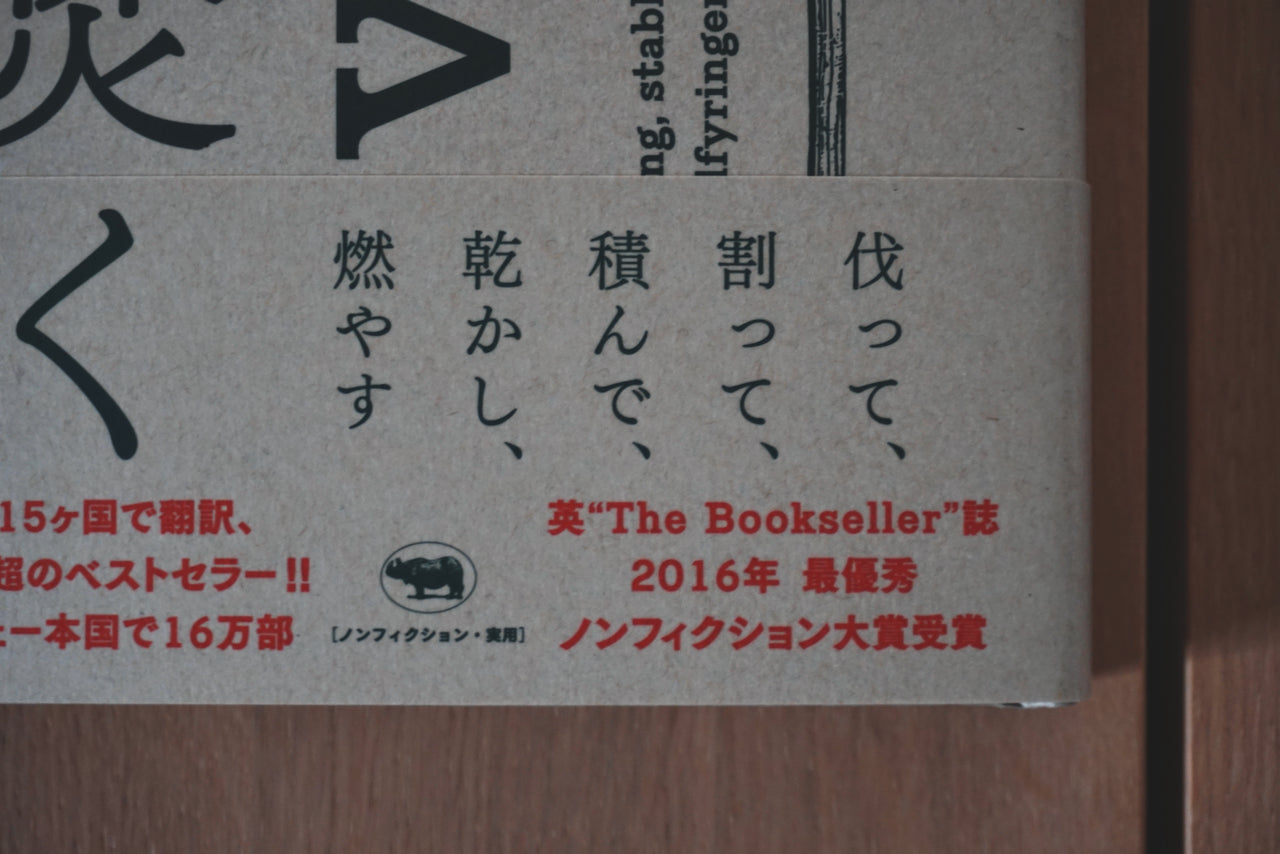 焚
く
V
ng, stabl
lfyringen
伐って、
割って、
積んで、
乾かし、
燃やす
英“The Bookseller”誌
2016年 最優秀
ノンフィクション大賞受賞
[ノンフィクション・実用]
15ヶ国で翻訳、
超のベストセラー!!
ー本国で16万部